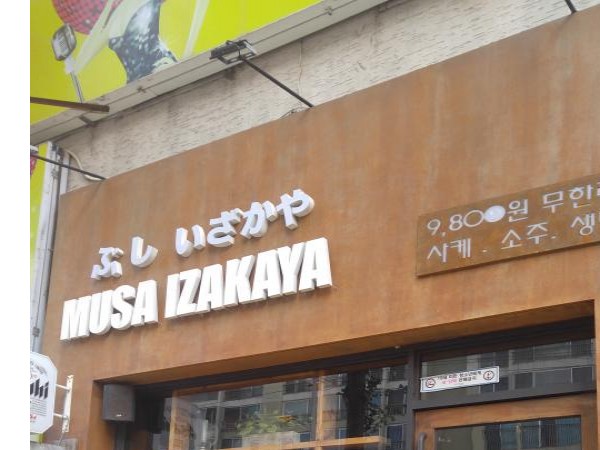 ぶし いざかや
MUSA IZAKAYA
9,800원 무한
사케 . 소주 . 생